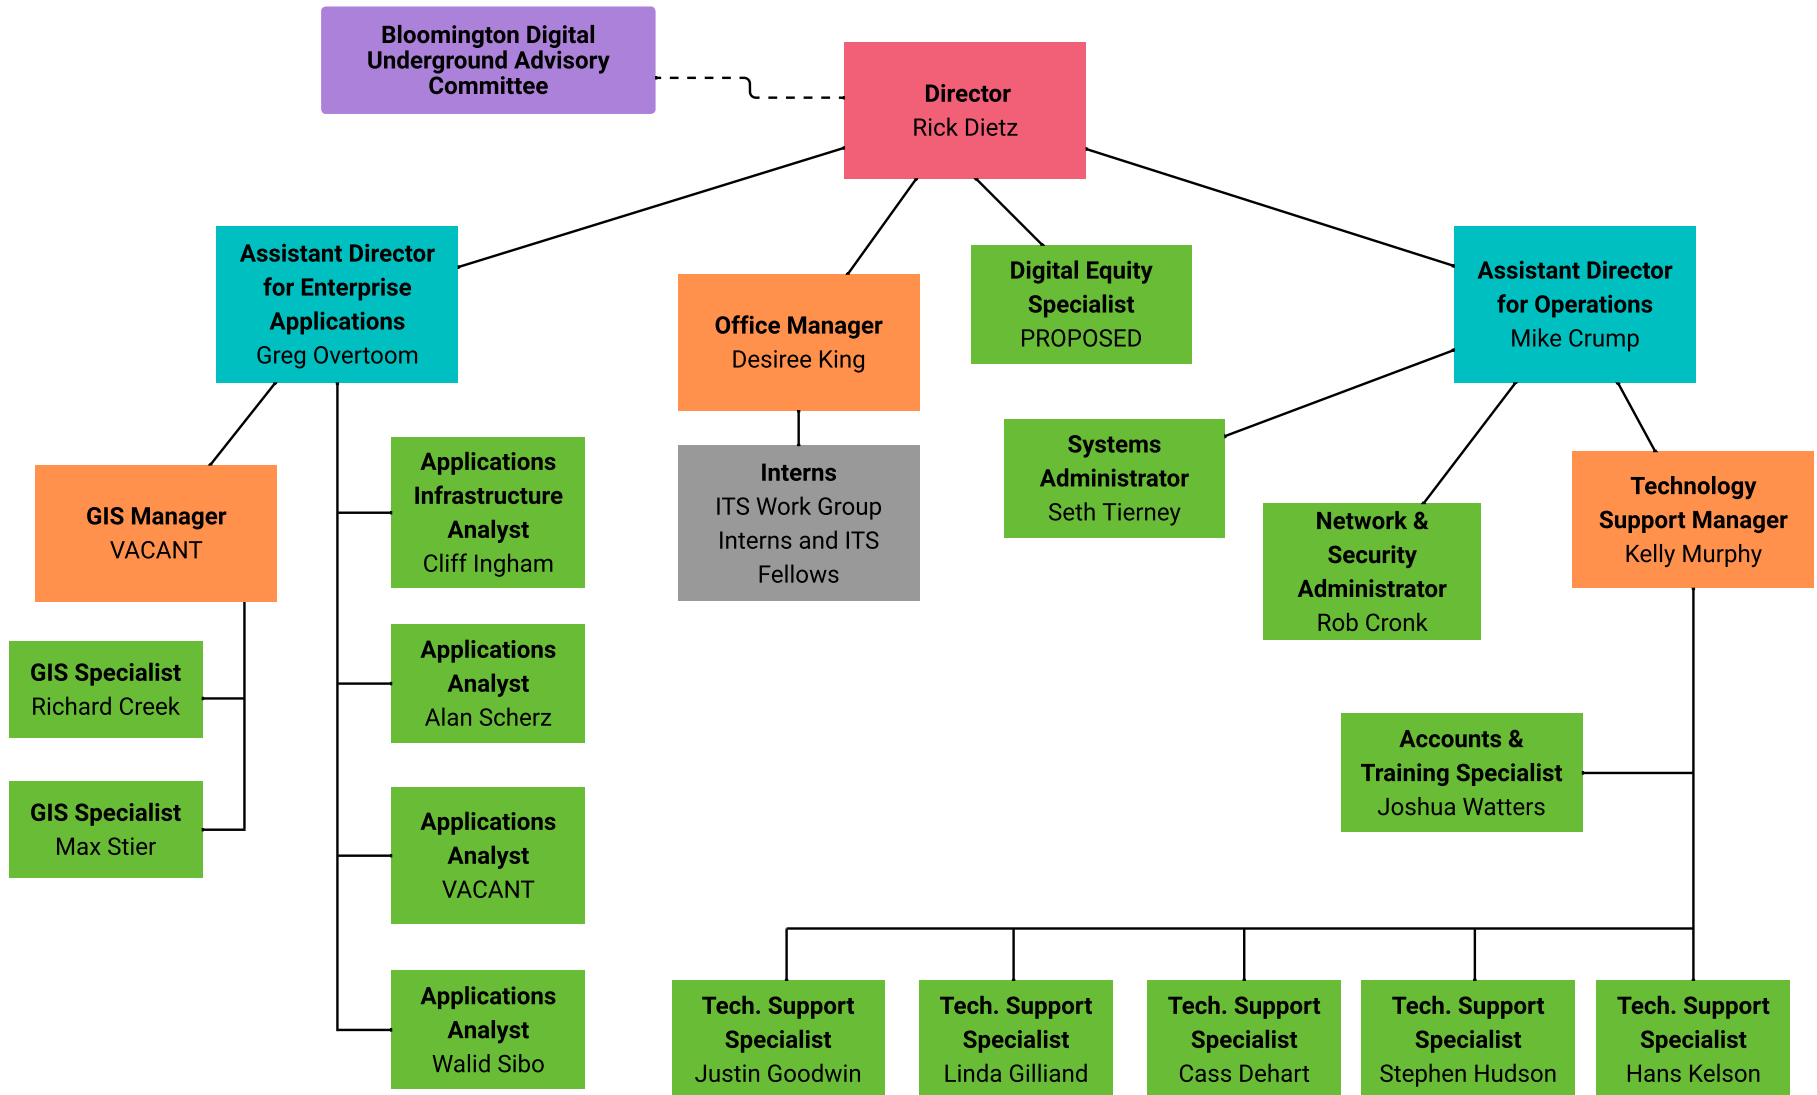 Bloomington Digital
Underground Advisory
Committee
Director
Rick Dietz
Assistant Director
for Enterprise
Applications
Greg Overtoom
Office Manager
Desiree King
Digital Equity
Specialist
PROPOSED
Assistant Director
for Operations
Mike Crump
GIS Manager
VACANT
Applications
Infrastructure
Analyst
Cliff Ingham
Interns
ITS Work Group
Interns and ITS
Fellows
Systems
Administrator
Seth Tierney
Network &
Security
Administrator
Rob Cronk
Technology
Support Manager
Kelly Murphy
GIS Specialist
Richard Creek
Applications
Analyst
Alan Scherz
GIS Specialist
Max Stier
Applications
Analyst
VACANT
Accounts &
Training Specialist
Joshua Watters
Applications
Analyst
Walid Sibo
Tech. Support
Specialist
Justin Goodwin
Tech. Support
Specialist
Linda Gilliand
Tech. Support
Specialist
Cass Dehart
Tech. Support
Specialist
Stephen Hudson
Tech. Support
Specialist
Hans Kelson